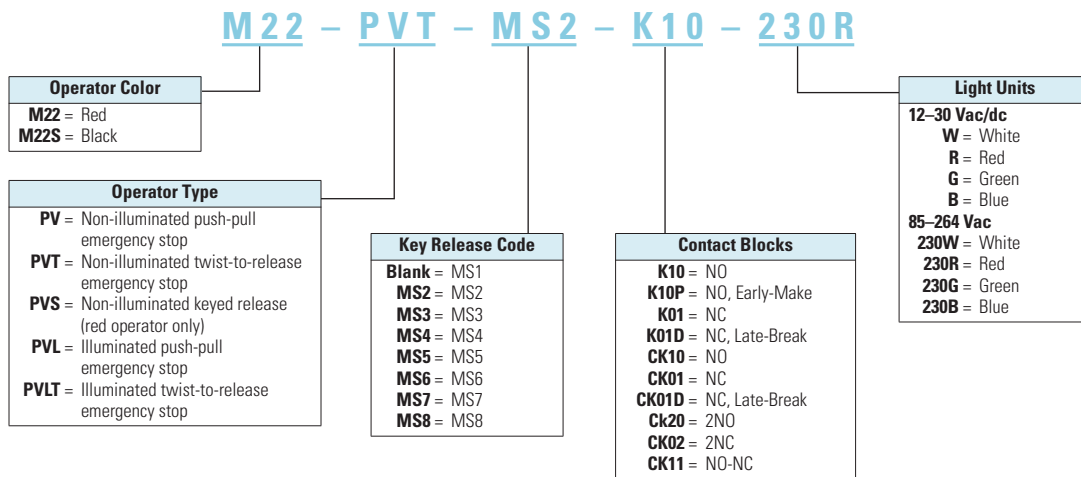 M22 – PVT – MS2 – K10 – 230R
Operator Color
M22 = Red
M22S = Black
Operator Type
PV = Non-illuminated push-pull
emergency stop
PVT = Non-illuminated twist-to-release
emergency stop
PVS = Non-illuminated keyed release
(red operator only)
PVL = Illuminated push-pull
emergency stop
PVLT = Illuminated twist-to-release
emergency stop
Key Release Code
Blank = MS1
MS2 = MS2
MS3 = MS3
MS4 = MS4
MS5 = MS5
MS6 = MS6
MS7 = MS7
MS8 = MS8
Contact Blocks
K10 = NO
K10P = NO, Early-Make
K01 = NC
K01D = NC, Late-Break
CK10 = NO
CK01 = NC
CK01D = NC, Late-Break
Ck20 = 2NO
CK02 = 2NC
CK11 = NO-NC
Light Units
12–30 Vac/dc
W = White
R = Red
G = Green
B = Blue
85–264 Vac
230W = White
230R = Red
230G = Green
230B = Blue